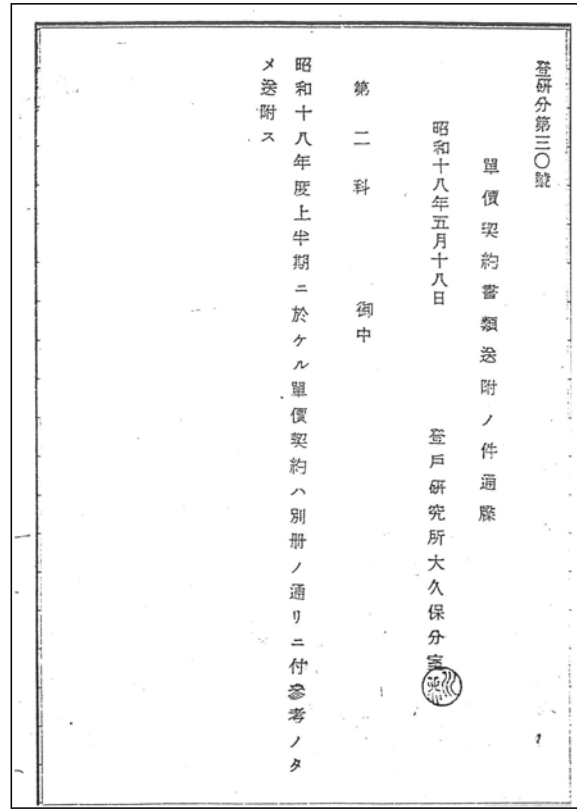 登研分第三〇號
單價契約書類送附ノ件通牒
昭和十八年五月十八日
登戸研究所大久保分室
第二科 御中
昭和十八年度上半期ニ於ケル單價契約ハ別册ノ通リニ付參考ノタ
メ送附ス
1